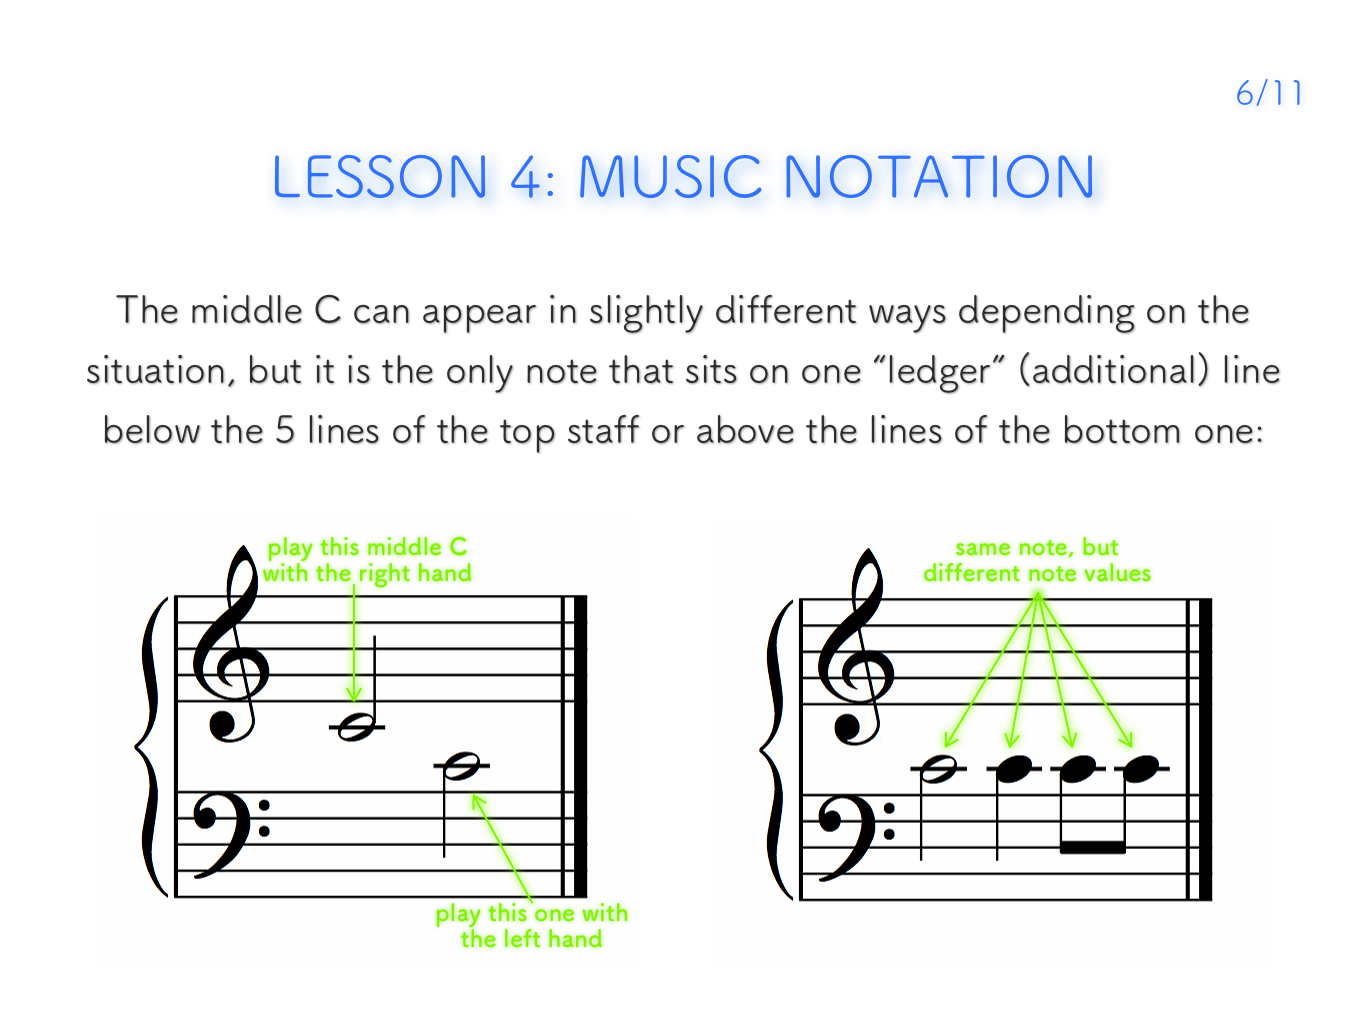 6/11
LESSON 4: MUSIC NOTATION
The middle C can appear in slightly different ways depending on the
situation, but it is the only note that sits on one “ledger” (additional) line
below the 5 lines of the top staff or above the lines of the bottom one:
play this middle C
with the right hand
play this one with
the left hand
same note, but
different note values